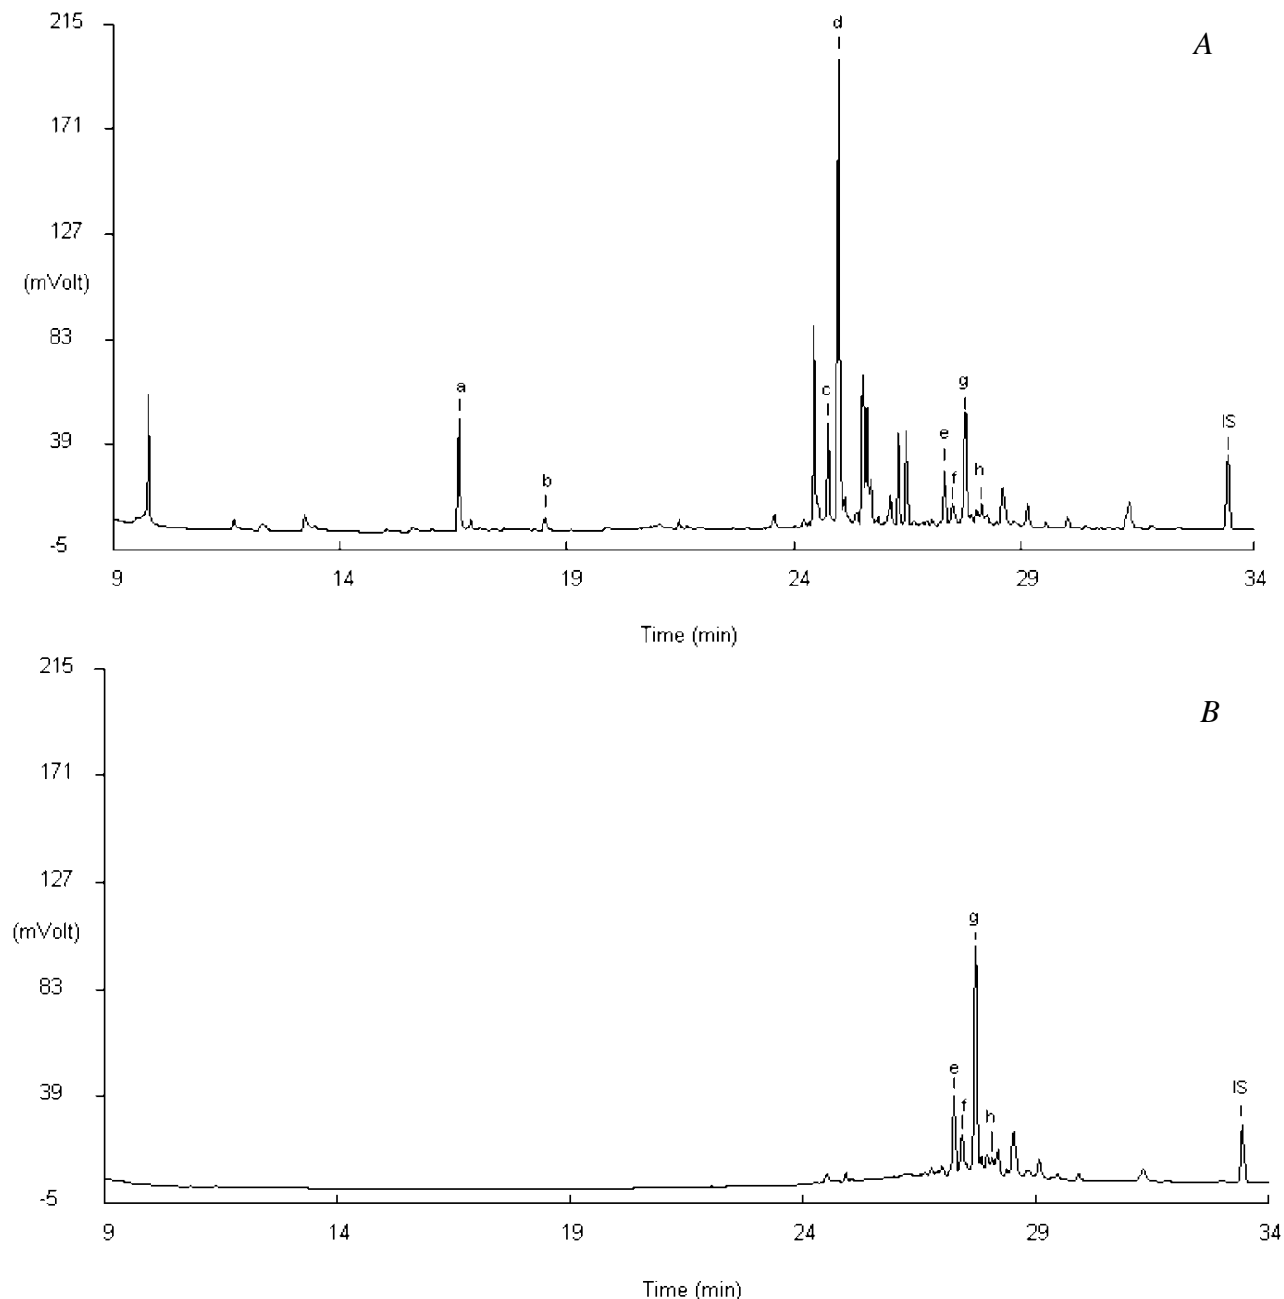 215
d
A
171
127
(mVolt)
83
a
c
g
39
e
IS
f
h
b
-5
9 14 19 24 29 34
Time (min)
215
B
171
127
g
(mVolt)
83
39
e
IS
f
h
-5
9 14 19 24 29 34
Time (min)